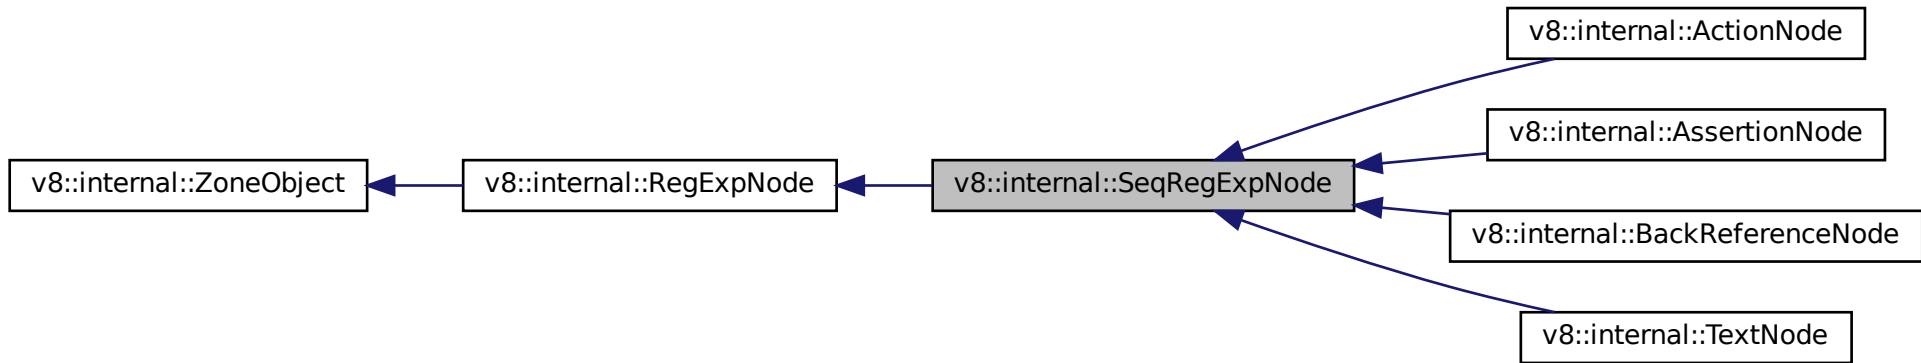 v8::internal::ZoneObject
v8::internal::RegExpNode
v8::internal::SeqRegExpNode
v8::internal::ActionNode
v8::internal::AssertionNode
v8::internal::BackReferenceNode
v8::internal::TextNode